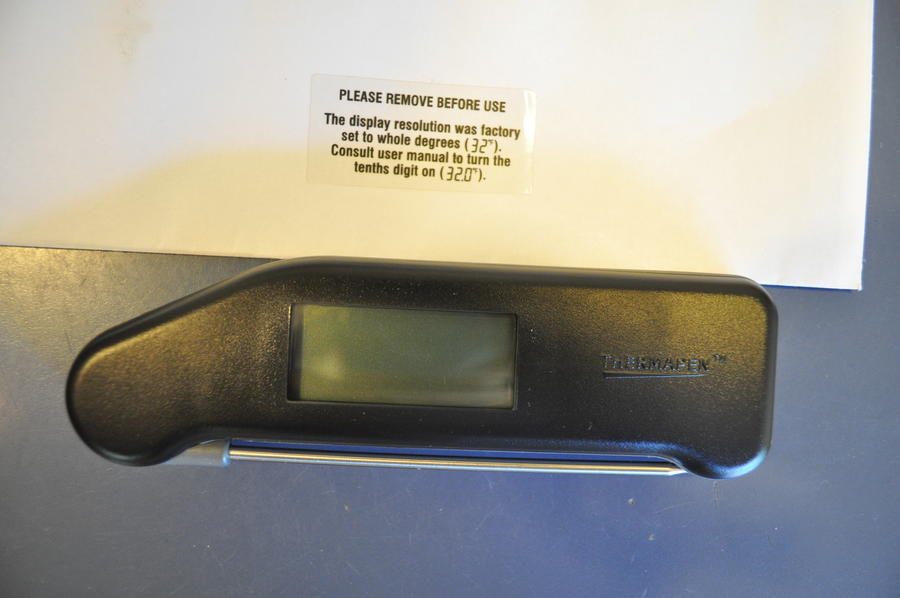 PLEASE REMOVE BEFORE USE
The display resolution was factory
set to whole degrees (32°F).
Consult user manual to turn the
tenths digit on (32.0°F).
THERMAPEN™